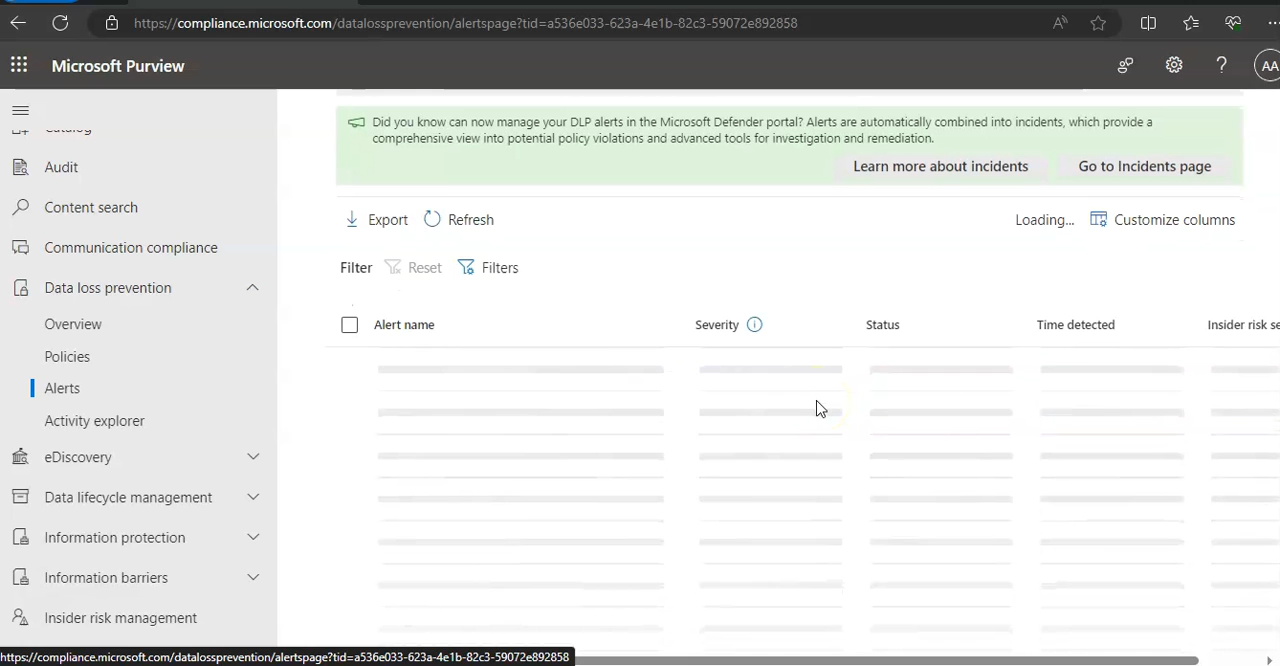 https://compliance.microsoft.com/datalossprevention/alertspage?tid=a536e033-623a-4e1b-82c3-59072e892858
Microsoft Purview
AA
Catalog
Audit
Content search
Communication compliance
Data loss prevention
Overview
Policies
Alerts
Activity explorer
eDiscovery
Data lifecycle management
Information protection
Information barriers
Insider risk management
Did you know can now manage your DLP alerts in the Microsoft Defender portal? Alerts are automatically combined into incidents, which provide a
comprehensive view into potential policy violations and advanced tools for investigation and remediation.
Learn more about incidents Go to Incidents page
Export Refresh Loading... Customize columns
Filter Reset Filters
Alert name Severity Status Time detected Insider risk se
https://compliance.microsoft.com/datalossprevention/alertspage?tid=a536e033-623a-4e1b-82c3-59072e892858